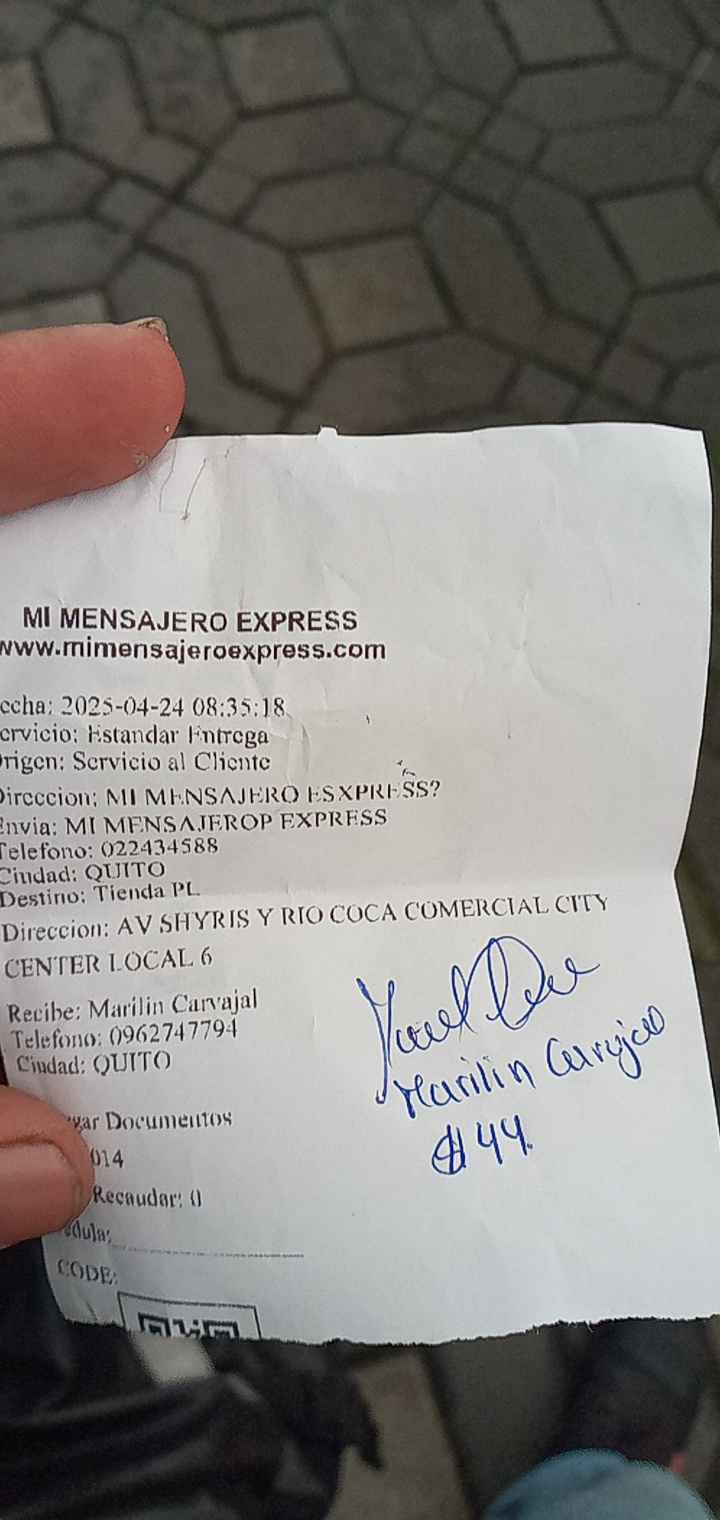 MI MENSAJERO EXPRESS
www.mimensajeroexpress.com
echa: 2025-04-24 08:35:18
ervicio: Estandar Entrega
rigen: Servicio al Cliente
Direccion: MI MENSAJERO ESXPRESS?
Envia: MI MENSAJEROP EXPRESS
Telefono: 022434588
Ciudad: QUITO
Destino: Tienda PL
Direccion: AV SHYRIS Y RIO COCA COMERCIAL CITY
CENTER LOCAL 6
Recibe: Marilin Carvajal
Telefono: 0962747794
Ciudad: QUITO
Marilin Carvajal
$ 44.
gar Documentos
014
Recaudar: 0
edula:
CODE: